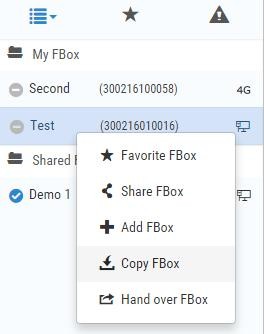 My FBox
Second (300216100058) 4G
Test (300216010016)
Shared F
Demo 1
Favorite FBox
Share FBox
Add FBox
Copy FBox
Hand over FBox